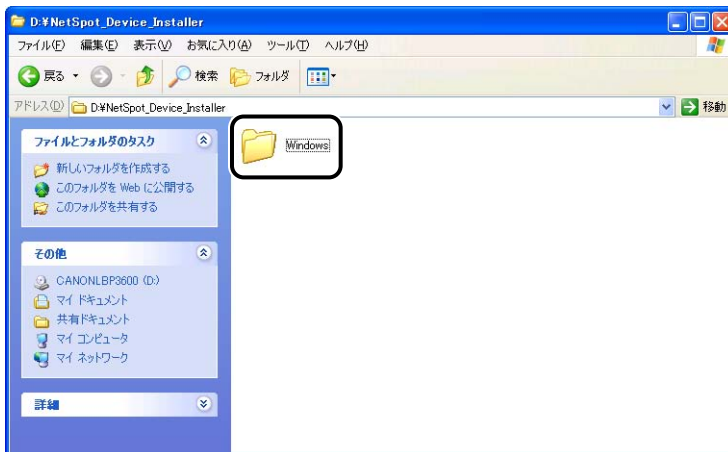 D:¥NetSpot_Device_Installer
ファイル(F) 編集(E) 表示(V) お気に入り(A) ツール(T) ヘルプ(H)
戻る 検索 フォルダ
アドレス(D) D:¥NetSpot_Device_Installer 移動
ファイルとフォルダのタスク
新しいフォルダを作成する
このフォルダを Web に公開する
このフォルダを共有する
Windows
その他
CANONLBP3600 (D:)
マイ ドキュメント
共有ドキュメント
マイ コンピュータ
マイ ネットワーク
詳細